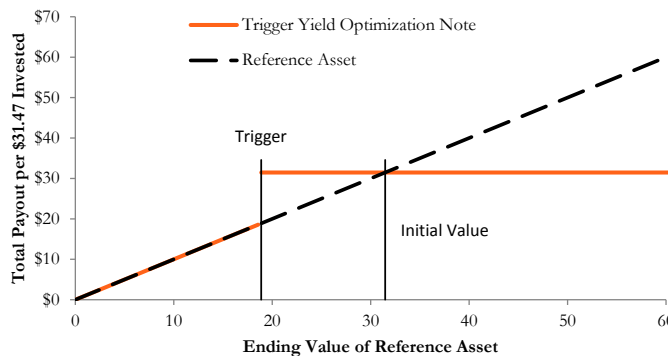 Trigger Yield Optimization Note
Reference Asset
Total Payout per $31.47 Invested
$70
$60
$50
$40
$30
$20
$10
$0
Trigger
Initial Value
0 10 20 30 40 50 60
Ending Value of Reference Asset